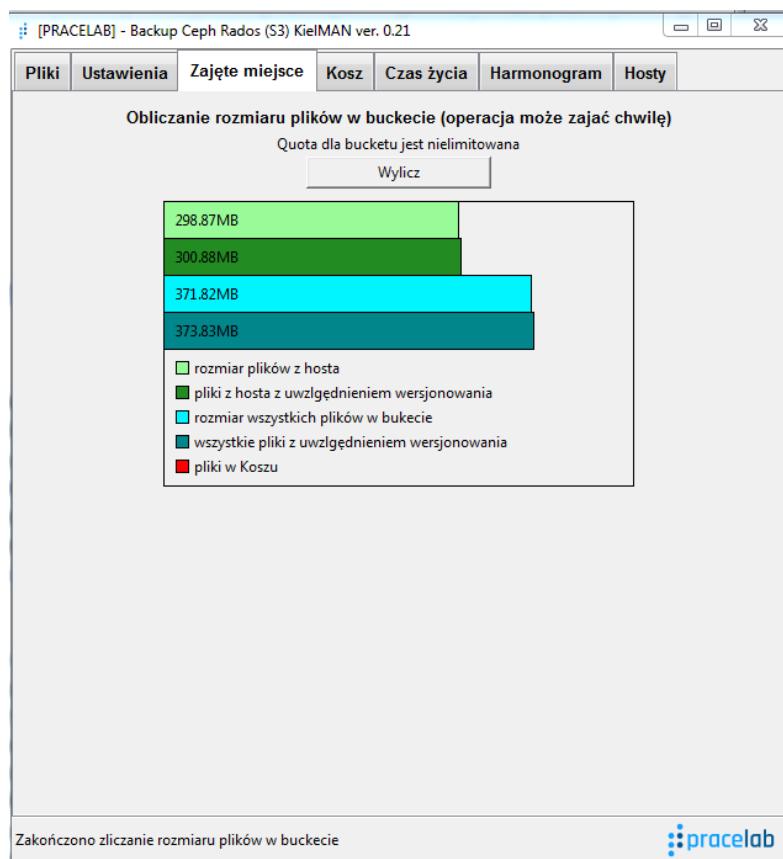 [PRACELAB] - Backup Ceph Rados (S3) KielMAN ver. 0.21
Pliki Ustawienia Zajęte miejsce Kosz Czas życia Harmonogram Hosty
Obliczanie rozmiaru plików w buckecie (operacja może zająć chwilę)
Quota dla bucketu jest nielimitowana
Wylicz
298.87MB
300.88MB
371.82MB
373.83MB
rozmiar plików z hosta
pliki z hosta z uwzlgędnieniem wersjonowania
rozmiar wszystkich plików w bukecie
wszystkie pliki z uwzlgędnieniem wersjonowania
pliki w Koszu
Zakończono zliczanie rozmiaru plików w buckecie
pracelab